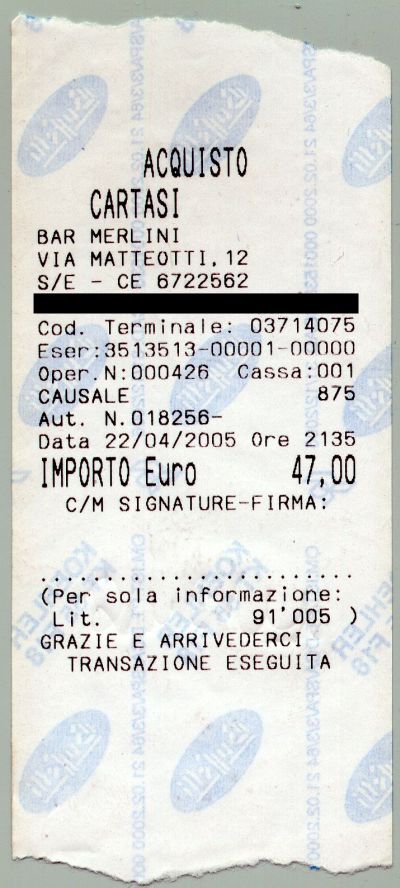 ACQUISTO
CARTASI
BAR MERLINI
VIA MATTEOTTI,12
S/E - CE 6722562
Cod. Terminale: 03714075
Eser:3513513-00001-00000
Oper.N:000426 Cassa:001
CAUSALE 875
Aut. N.018256-
Data 22/04/2005 Ore 2135
IMPORTO Euro 47,00
C/M SIGNATURE-FIRMA:
..........................
(Per sola informazione:
Lit. 91'005 )
GRAZIE E ARRIVEDERCI
TRANSAZIONE ESEGUITA